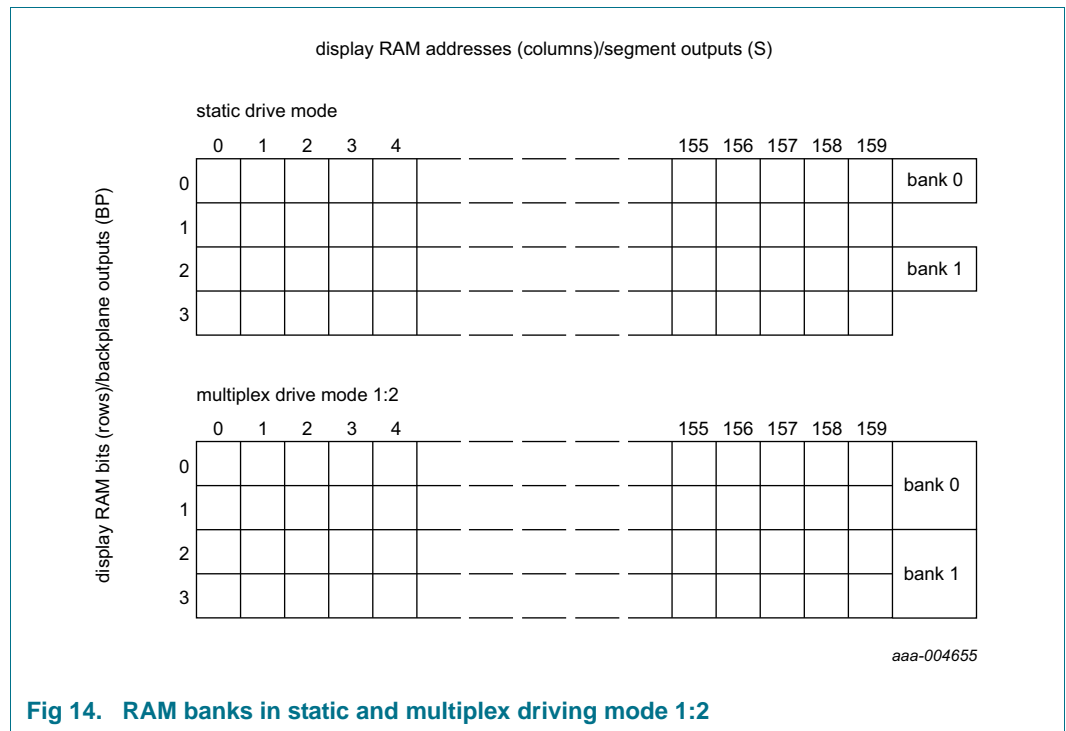 display RAM addresses (columns)/segment outputs (S)
static drive mode
0 1 2 3 4 155 156 157 158 159
0 bank 0
1
2 bank 1
3
display RAM bits (rows)/backplane outputs (BP)
multiplex drive mode 1:2
0 1 2 3 4 155 156 157 158 159
0
bank 0
1
2
bank 1
3
aaa-004655
Fig 14. RAM banks in static and multiplex driving mode 1:2